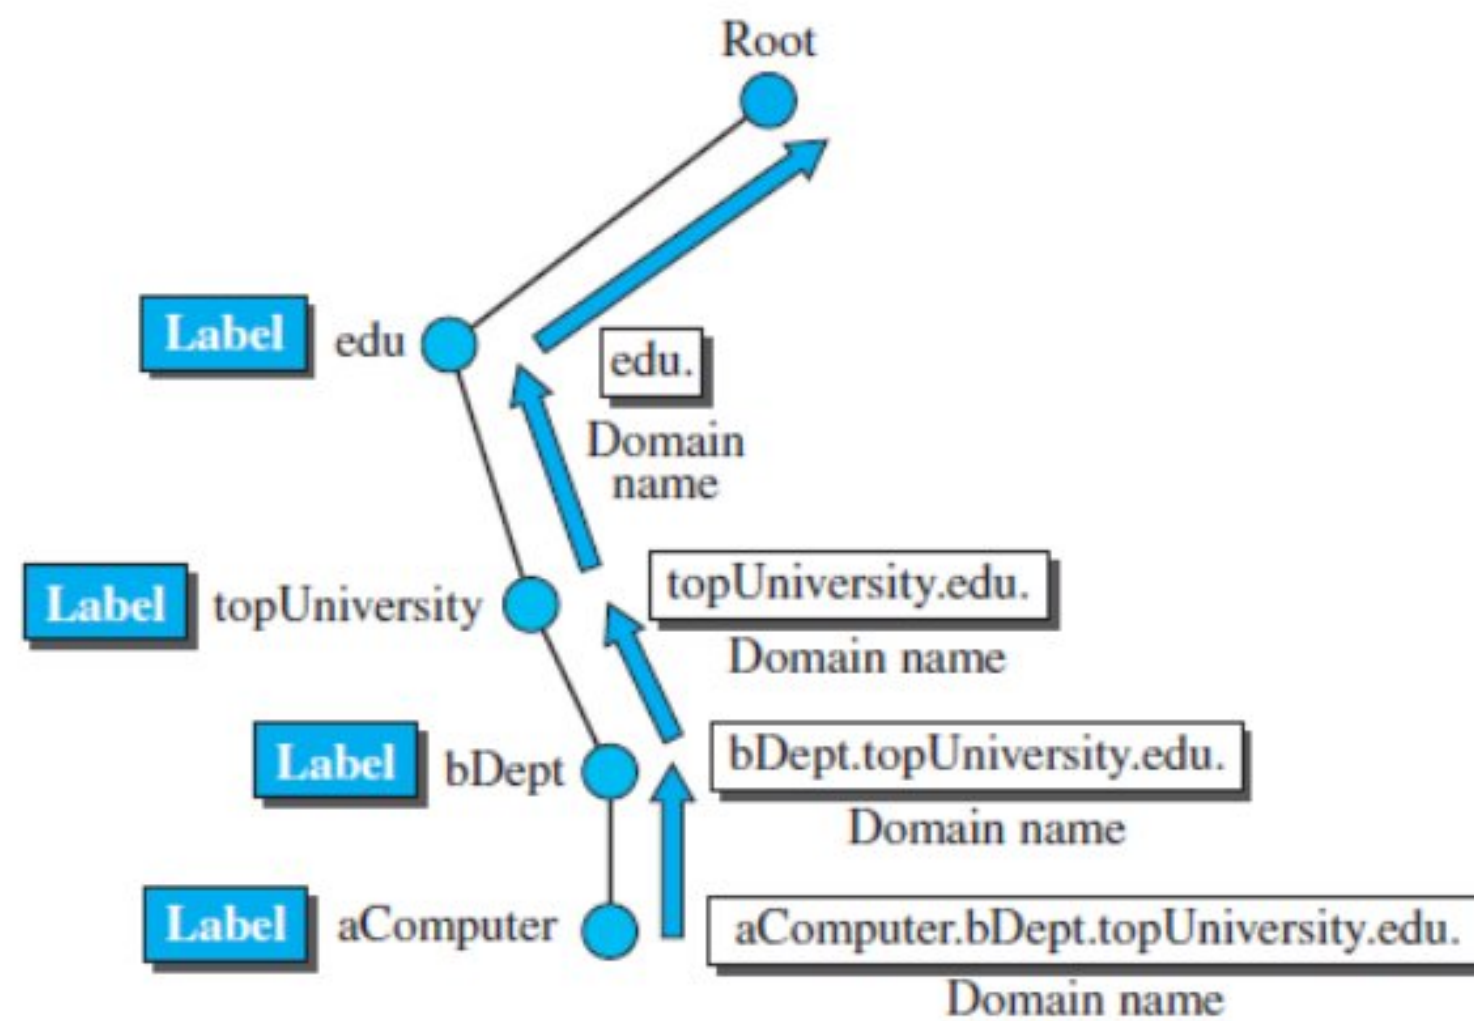 Root
Label edu
edu.
Domain
name
Label topUniversity
topUniversity.edu.
Domain name
Label bDept
bDept.topUniversity.edu.
Domain name
Label aComputer
aComputer.bDept.topUniversity.edu.
Domain name